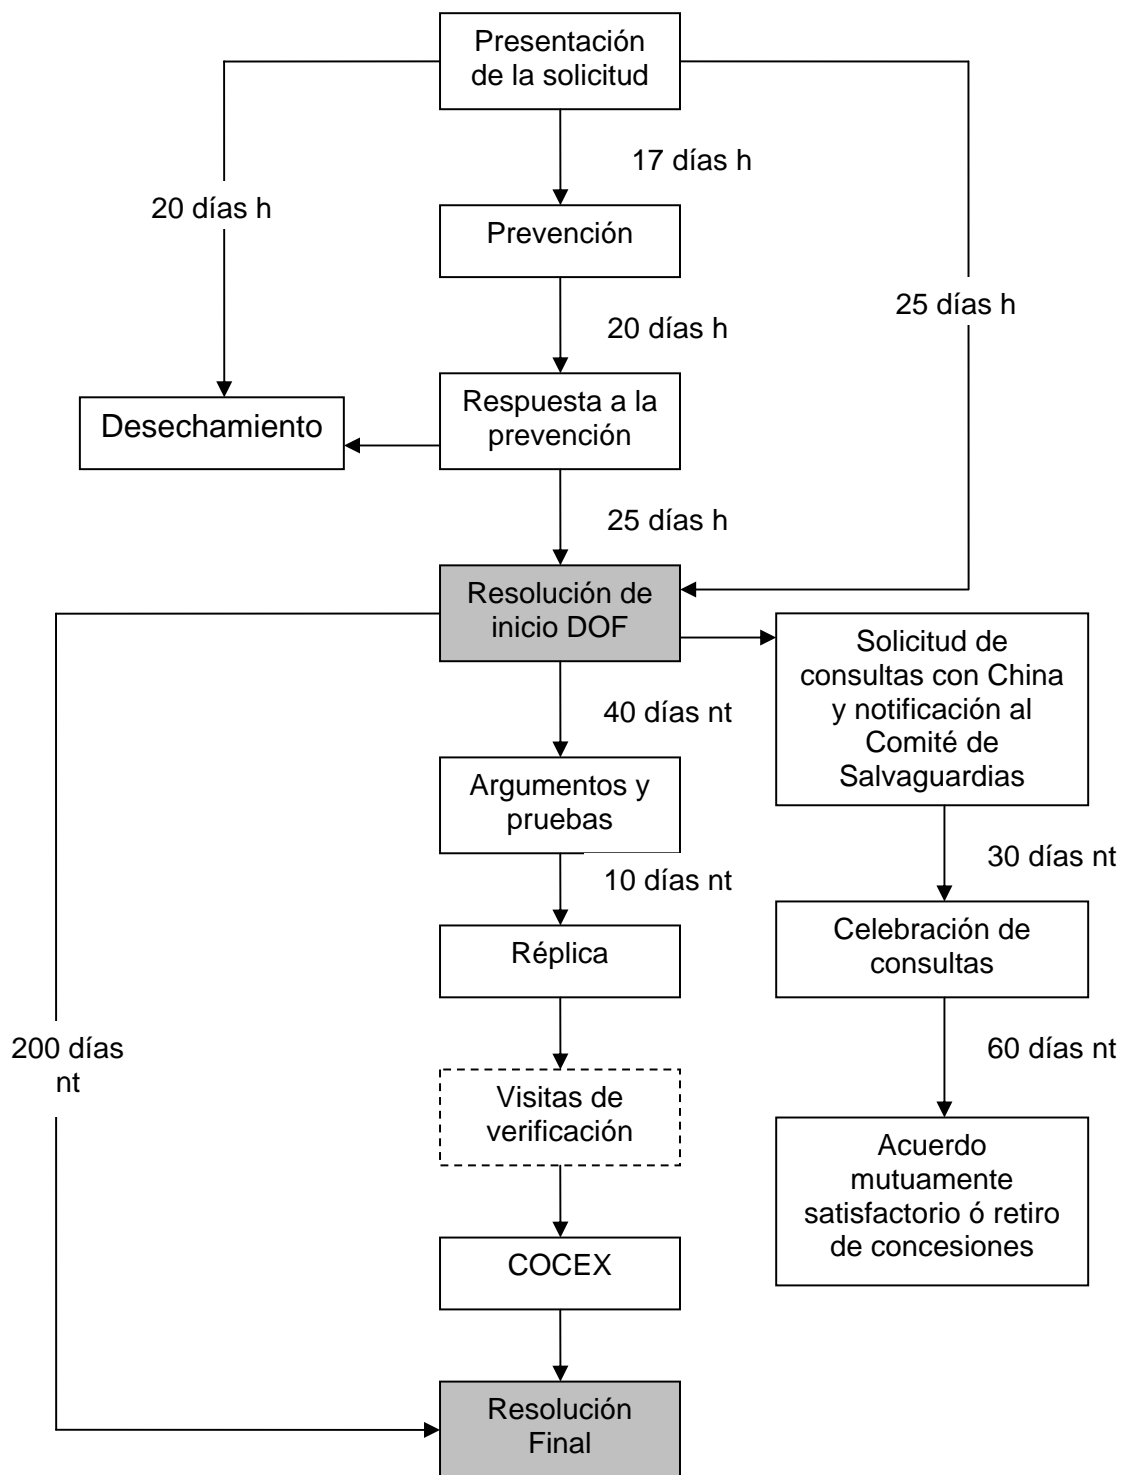 Presentación
de la solicitud
17 días h
20 días h
Prevención
25 días h
20 días h
Respuesta a la
prevención
Desechamiento
25 días h
Resolución de
inicio DOF
Solicitud de
consultas con China
y notificación al
Comité de
Salvaguardias
40 días nt
Argumentos y
pruebas
30 días nt
10 días nt
Réplica
Celebración de
consultas
200 días
nt
60 días nt
Visitas de
verificación
Acuerdo
mutuamente
satisfactorio ó retiro
de concesiones
COCEX
Resolución
Final